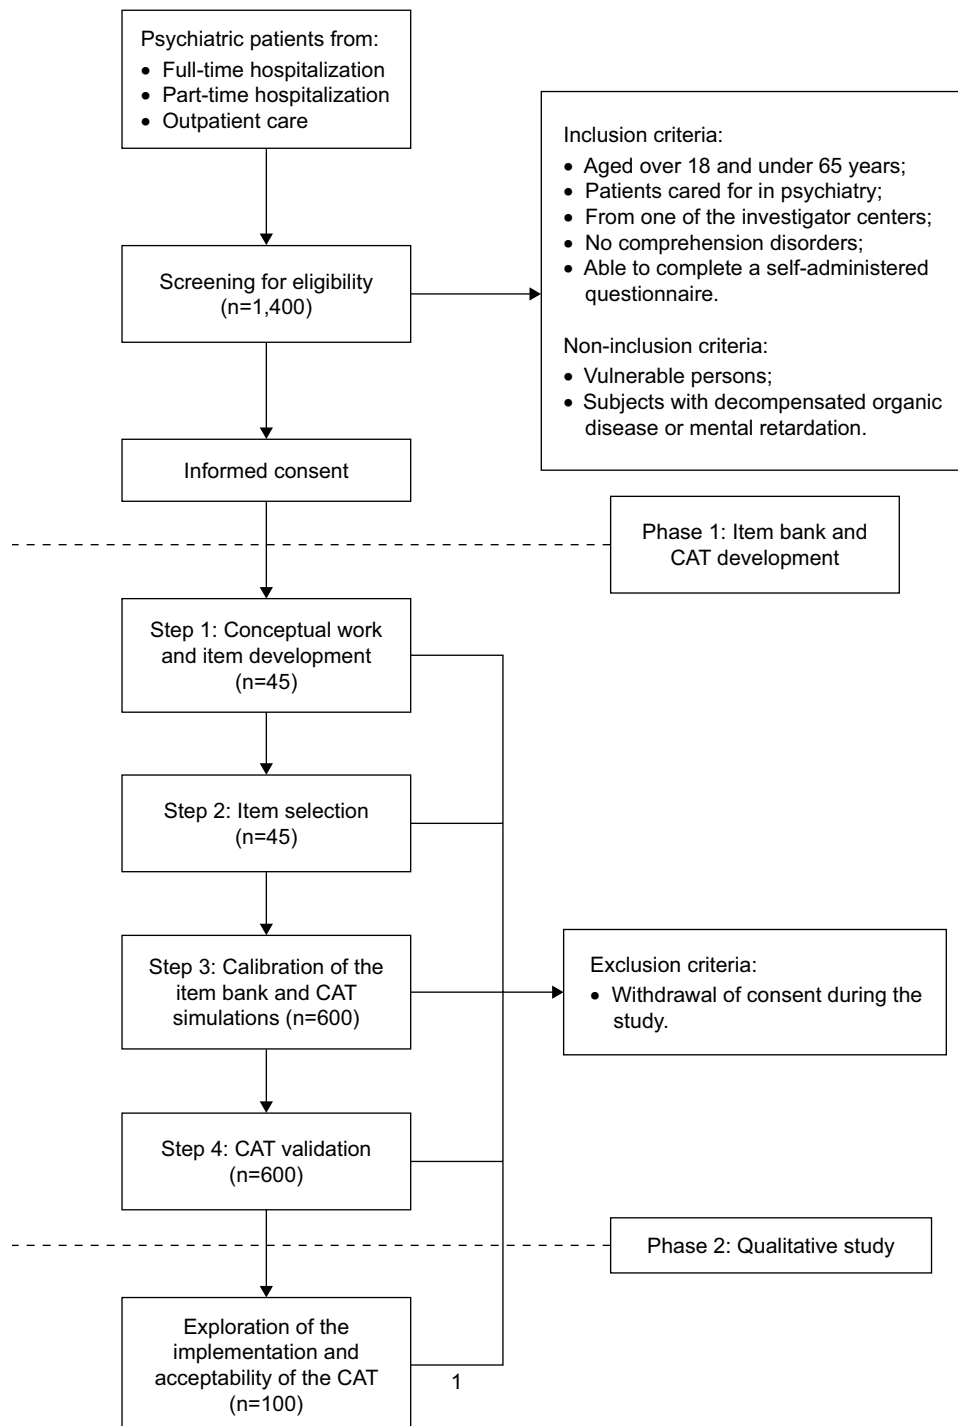 Psychiatric patients from:
• Full-time hospitalization
• Part-time hospitalization
• Outpatient care
Inclusion criteria:
• Aged over 18 and under 65 years;
• Patients cared for in psychiatry;
• From one of the investigator centers;
• No comprehension disorders;
• Able to complete a self-administered
questionnaire.
Non-inclusion criteria:
• Vulnerable persons;
• Subjects with decompensated organic
disease or mental retardation.
Screening for eligibility
(n=1,400)
Informed consent
Phase 1: Item bank and
CAT development
Step 1: Conceptual work
and item development
(n=45)
Step 2: Item selection
(n=45)
Step 3: Calibration of the
item bank and CAT
simulations (n=600)
Exclusion criteria:
• Withdrawal of consent during the
study.
Step 4: CAT validation
(n=600)
Phase 2: Qualitative study
Exploration of the
implementation and
acceptability of the CAT
(n=100)
1